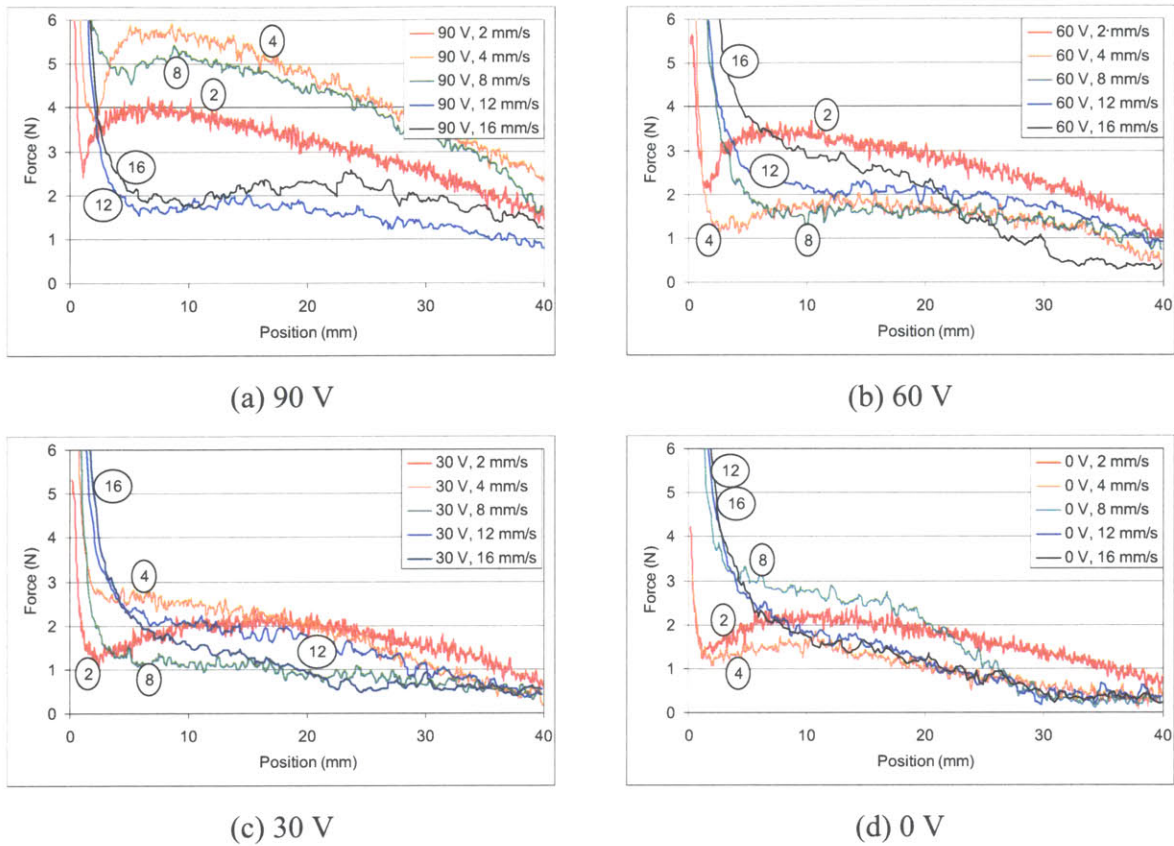 6
5
4
3
2
1
0
Force (N)
0
10
20
30
40
Position (mm)
90 V, 2 mm/s
90 V, 4 mm/s
90 V, 8 mm/s
90 V, 12 mm/s
90 V, 16 mm/s
4
8
2
16
12
(a) 90 V
6
5
4
3
2
1
0
Force (N)
0
10
20
30
40
Position (mm)
60 V, 2 mm/s
60 V, 4 mm/s
60 V, 8 mm/s
60 V, 12 mm/s
60 V, 16 mm/s
16
2
12
4
8
(b) 60 V
6
5
4
3
2
1
0
Force (N)
0
10
20
30
40
Position (mm)
30 V, 2 mm/s
30 V, 4 mm/s
30 V, 8 mm/s
30 V, 12 mm/s
30 V, 16 mm/s
16
4
12
2
8
(c) 30 V
6
5
4
3
2
1
0
Force (N)
0
10
20
30
40
Position (mm)
0 V, 2 mm/s
0 V, 4 mm/s
0 V, 8 mm/s
0 V, 12 mm/s
0 V, 16 mm/s
12
16
8
2
4
(d) 0 V